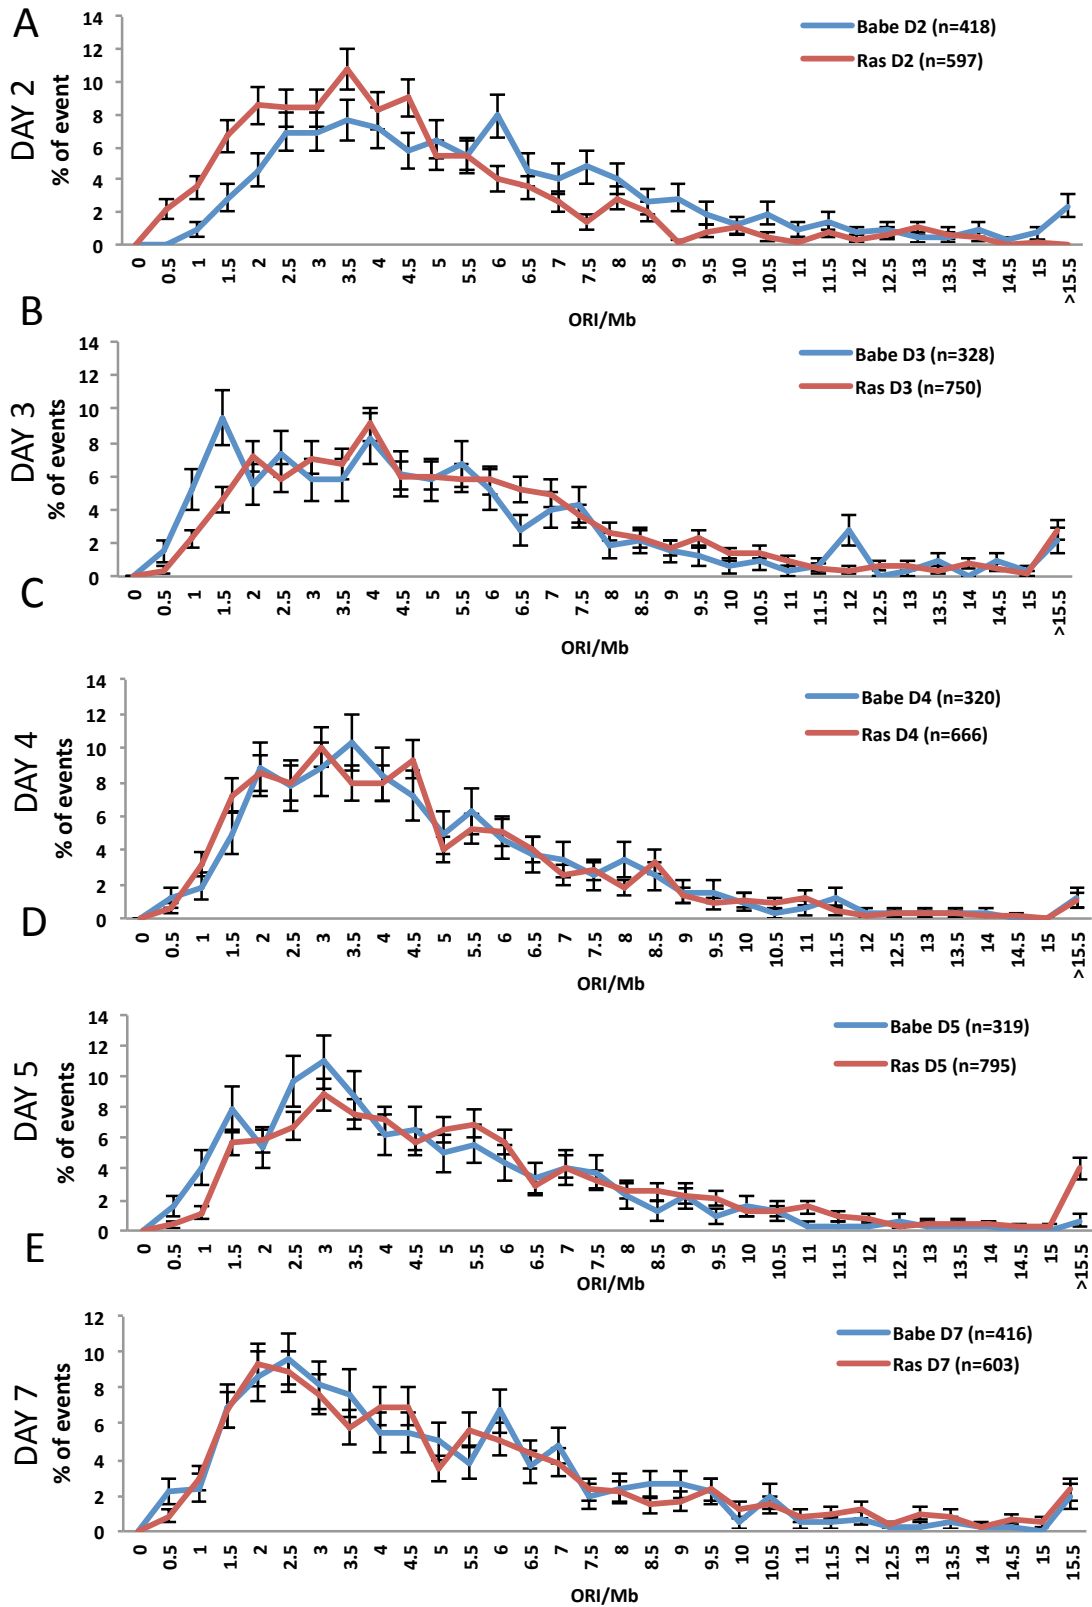 A
DAY 2
% of event
14
12
10
8
6
4
2
0
Babe D2 (n=418)
Ras D2 (n=597)
0 0.5 1 1.5 2 2.5 3 3.5 4 4.5 5 5.5 6 6.5 7 7.5 8 8.5 9 9.5 10 10.5 11 11.5 12 12.5 13 13.5 14 14.5 15 >15.5
ORI/Mb
B
DAY 3
% of events
14
12
10
8
6
4
2
0
Babe D3 (n=328)
Ras D3 (n=750)
0 0.5 1 1.5 2 2.5 3 3.5 4 4.5 5 5.5 6 6.5 7 7.5 8 8.5 9 9.5 10 10.5 11 11.5 12 12.5 13 13.5 14 14.5 15 >15.5
ORI/Mb
C
DAY 4
% of events
14
12
10
8
6
4
2
0
Babe D4 (n=320)
Ras D4 (n=666)
0 0.5 1 1.5 2 2.5 3 3.5 4 4.5 5 5.5 6 6.5 7 7.5 8 8.5 9 9.5 10 10.5 11 11.5 12 12.5 13 13.5 14 14.5 15 >15.5
ORI/Mb
D
DAY 5
% of events
14
12
10
8
6
4
2
0
Babe D5 (n=319)
Ras D5 (n=795)
0 0.5 1 1.5 2 2.5 3 3.5 4 4.5 5 5.5 6 6.5 7 7.5 8 8.5 9 9.5 10 10.5 11 11.5 12 12.5 13 13.5 14 14.5 15 >15.5
ORI/Mb
E
DAY 7
% of events
12
10
8
6
4
2
0
Babe D7 (n=416)
Ras D7 (n=603)
0 0.5 1 1.5 2 2.5 3 3.5 4 4.5 5 5.5 6 6.5 7 7.5 8 8.5 9 9.5 10 10.5 11 11.5 12 12.5 13 13.5 14 14.5 15 15.5
ORI/Mb